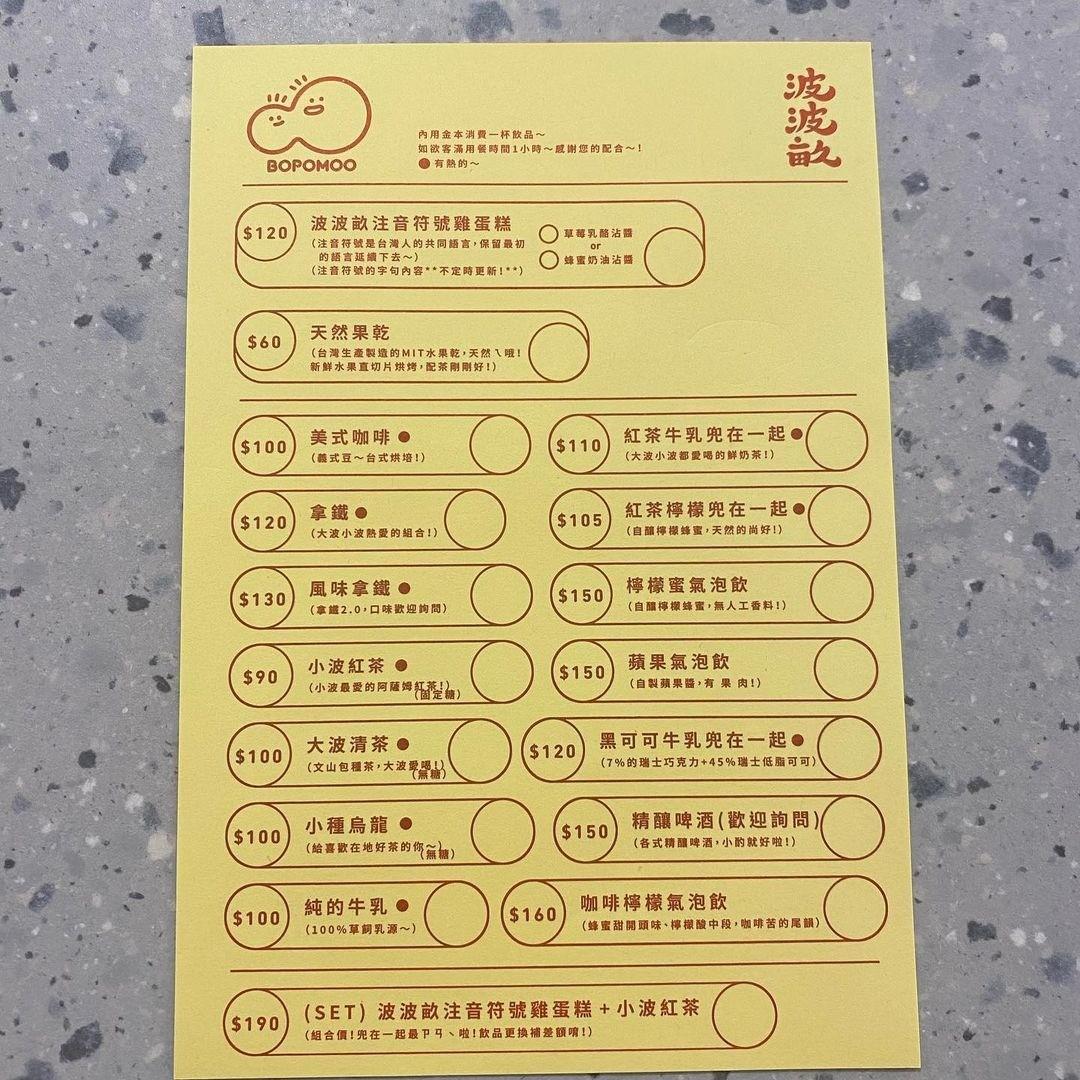 BOPOMOO
內用金本消費一杯飲品～
如欲客滿用餐時間1小時～感謝您的配合～!
●有熱的～
波波畝
$120
波波畝注音符號雞蛋糕
(注音符號是台灣人的共同語言,保留最初
的語言延續下去～)
(注音符號的字句內容**不定時更新!**)
草莓乳酪沾醬
or
蜂蜜奶油沾醬
$60
天然果乾
(台灣生產製造的MIT水果乾,天然ㄟ哦!
新鮮水果直切片烘烤,配茶剛剛好!)
$100
美式咖啡●
(義式豆～台式烘培!)
$110
紅茶牛乳兜在一起●
(大波小波都愛喝的鮮奶茶!)
$120
拿鐵●
(大波小波熱愛的組合!)
$105
紅茶檸檬兜在一起●
(自釀檸檬蜂蜜,天然的尚好!)
$130
風味拿鐵●
(拿鐵2.0,口味歡迎詢問)
$150
檸檬蜜氣泡飲
(自釀檸檬蜂蜜,無人工香料!)
$90
小波紅茶●
(小波最愛的阿薩姆紅茶!)
(固定糖)
$150
蘋果氣泡飲
(自製蘋果醬,有 果 肉!)
$100
大波清茶●
(文山包種茶,大波愛喝!)
(無糖)
$120
黑可可牛乳兜在一起●
(7%的瑞士巧克力+45%瑞士低脂可可)
$100
小種烏龍●
(給喜歡在地好茶的你～)
(無糖)
$150
精釀啤酒(歡迎詢問)
(各式精釀啤酒,小酌就好啦!)
$100
純的牛乳●
(100%草飼乳源～)
$160
咖啡檸檬氣泡飲
(蜂蜜甜開頭味、檸檬酸中段,咖啡苦的尾韻)
$190
(SET) 波波畝注音符號雞蛋糕+小波紅茶
(組合價!兜在一起最ㄗㄢˋ啦!飲品更換補差額唷!)